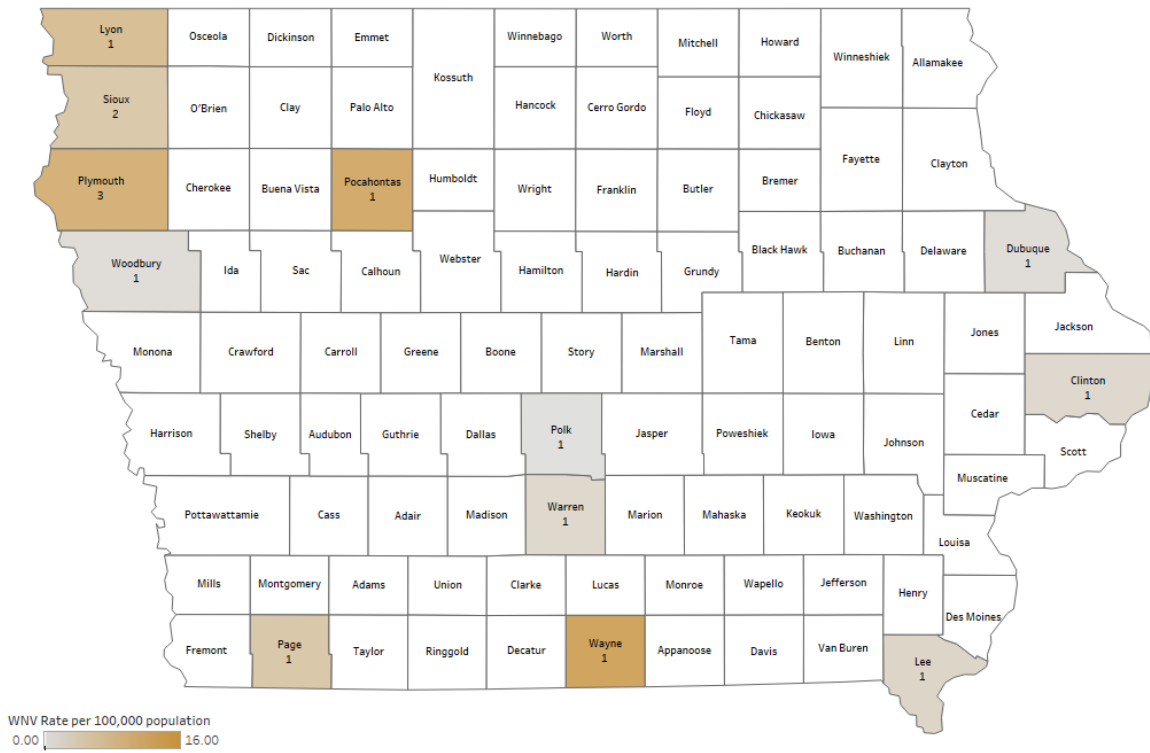 Lyon
1
Osceola
Dickinson
Emmet
Kossuth
Winnebago
Worth
Mitchell
Howard
Winneshiek
Allamakee
Sioux
2
O'Brien
Clay
Palo Alto
Hancock
Cerro Gordo
Floyd
Chickasaw
Fayette
Clayton
Plymouth
3
Cherokee
Buena Vista
Pocahontas
1
Humboldt
Wright
Franklin
Butler
Bremer
Woodbury
1
Ida
Sac
Calhoun
Webster
Hamilton
Hardin
Grundy
Black Hawk
Buchanan
Delaware
Dubuque
1
Monona
Crawford
Carroll
Greene
Boone
Story
Marshall
Tama
Benton
Linn
Jones
Jackson
Clinton
1
Harrison
Shelby
Audubon
Guthrie
Dallas
Polk
1
Jasper
Poweshiek
Iowa
Johnson
Cedar
Scott
Muscatine
Pottawattamie
Cass
Adair
Madison
Warren
1
Marion
Mahaska
Keokuk
Washington
Louisa
Mills
Montgomery
Adams
Union
Clarke
Lucas
Monroe
Wapello
Jefferson
Henry
Des Moines
Fremont
Page
1
Taylor
Ringgold
Decatur
Wayne
1
Appanoose
Davis
Van Buren
Lee
1
WNV Rate per 100,000 population
0.00 16.00